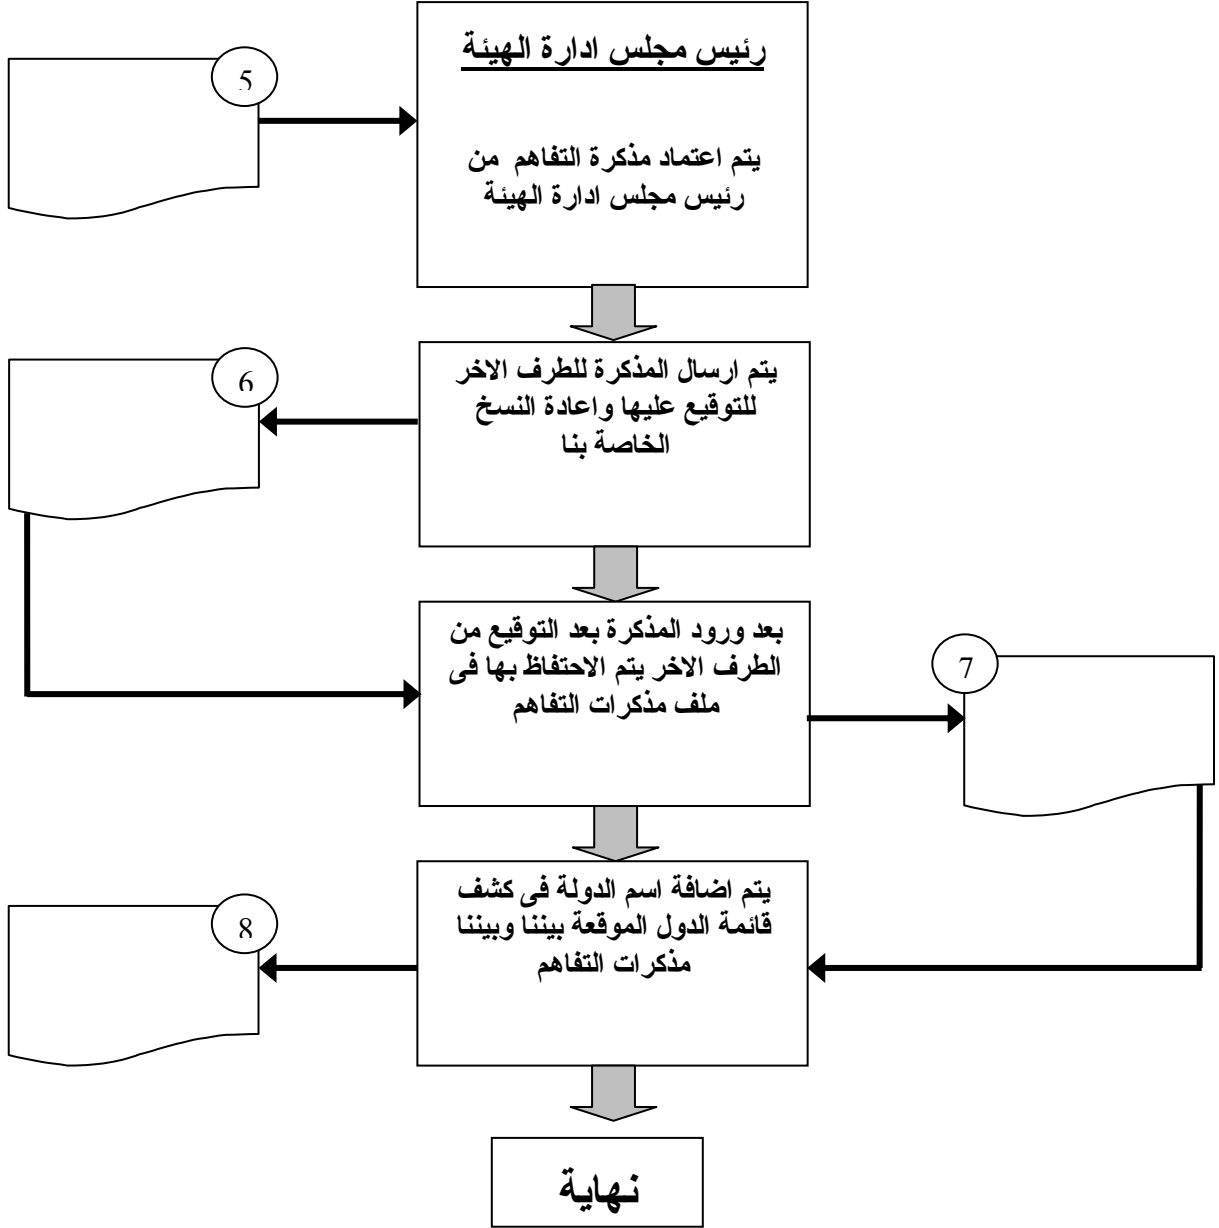 5
رئيس مجلس ادارة الهيئة
يتم اعتماد مذكرة التفاهم من
رئيس مجلس ادارة الهيئة
6
يتم ارسال المذكرة للطرف الاخر
للتوقيع عليها واعادة النسخ
الخاصة بنا
بعد ورود المذكرة بعد التوقيع من
الطرف الاخر يتم الاحتفاظ بها فى
ملف مذكرات التفاهم
7
يتم اضافة اسم الدولة فى كشف
قائمة الدول الموقعة بيننا وبيننا
مذكرات التفاهم
8
نهاية